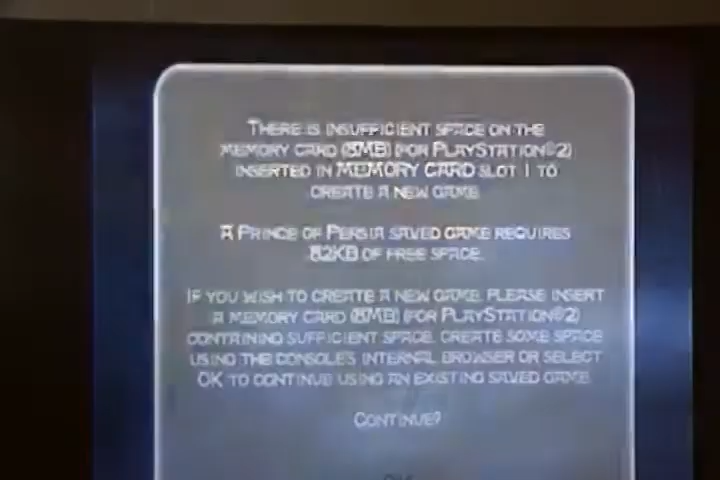 THERE IS INSUFFICIENT SPACE ON THE
MEMORY CARD (8MB) (FOR PLAYSTATION®2)
INSERTED IN MEMORY CARD SLOT 1 TO
CREATE A NEW GAME.
A PRINCE OF PERSIA SAVED GAME REQUIRES
82KB OF FREE SPACE.
IF YOU WISH TO CREATE A NEW GAME, PLEASE INSERT
A MEMORY CARD (8MB) (FOR PLAYSTATION®2)
CONTAINING SUFFICIENT SPACE, CREATE SOME SPACE
USING THE CONSOLE'S INTERNAL BROWSER OR SELECT
OK TO CONTINUE USING AN EXISTING SAVED GAME.
CONTINUE?